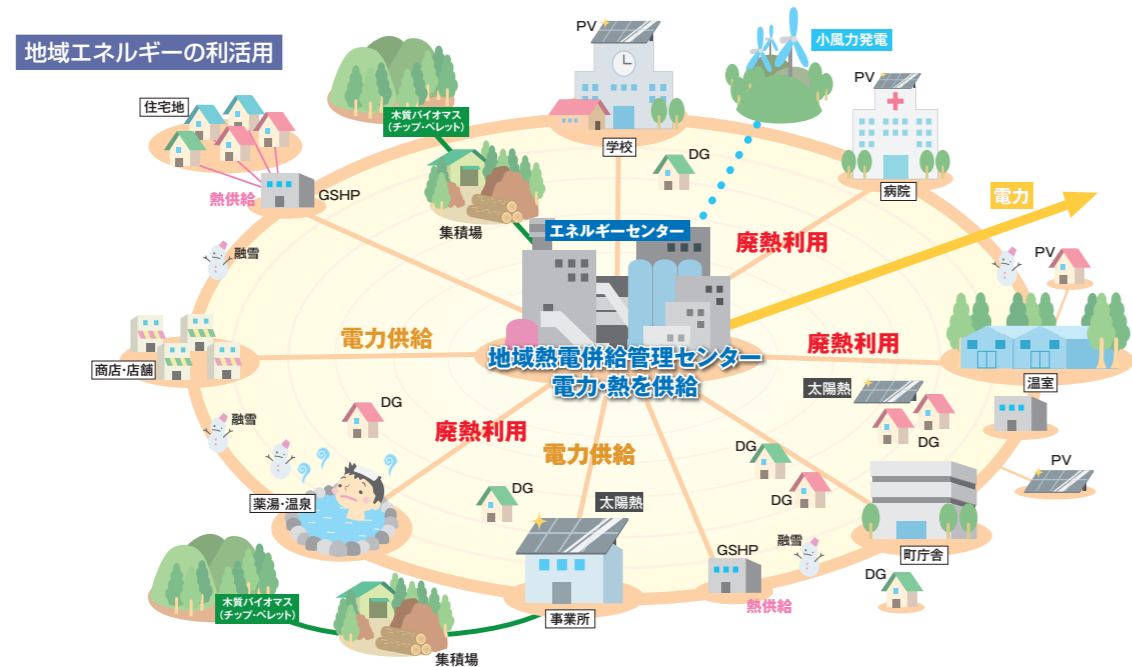 地域エネルギーの利活用
PV
小風力発電
PV
住宅地
木質バイオマス
（チップ・ペレット）
学校
DG
病院
電力
熱供給
GSHP
集積場
エネルギーセンター
廃熱利用
融雪
PV
電力供給
廃熱利用
地域熱電併給管理センター
電力・熱を供給
商店・店舗
温室
太陽熱
DG
融雪
DG
廃熱利用
電力供給
DG
PV
DG
DG
太陽熱
薬湯・温泉
GSHP
融雪
町庁舎
DG
木質バイオマス
（チップ・ペレット）
熱供給
事業所
集積場